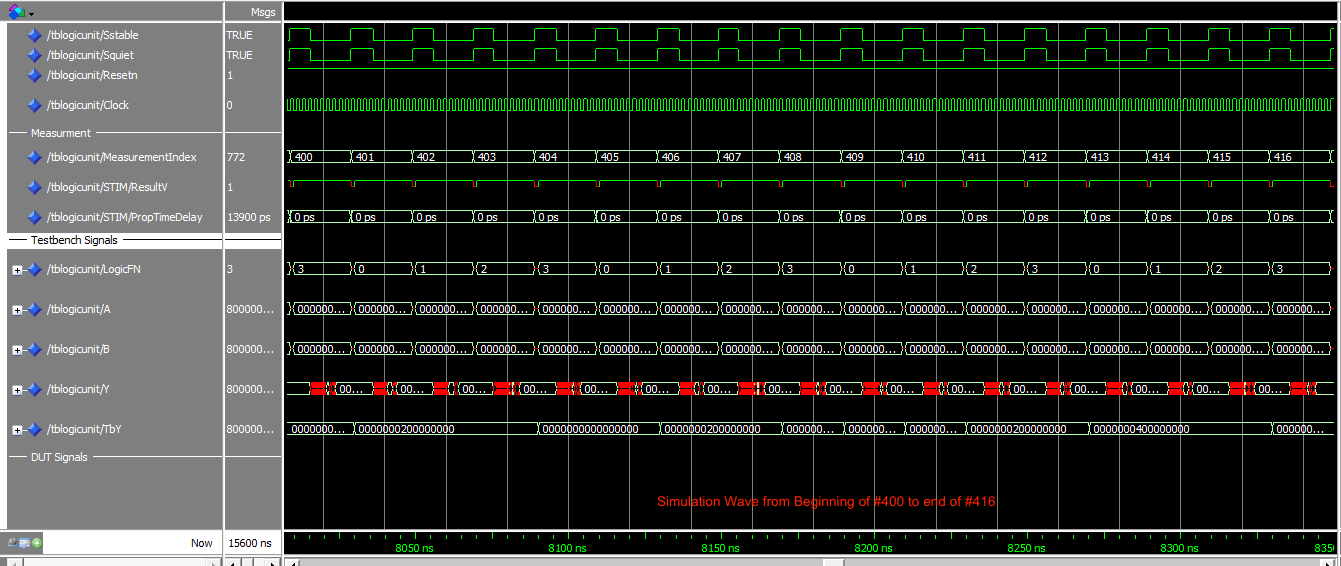 Msgs
/tblogicunit/Sstable TRUE
/tblogicunit/Squiet TRUE
/tblogicunit/Resetn 1
/tblogicunit/Clock 0
Measurment
/tblogicunit/MeasurementIndex 772 400 401 402 403 404 405 406 407 408 409 410 411 412 413 414 415 416
/tblogicunit/STIM/ResultV 1
/tblogicunit/STIM/PropTimeDelay 13900 ps 0 ps 0 ps 0 ps 0 ps 0 ps 0 ps 0 ps 0 ps 0 ps 0 ps 0 ps 0 ps 0 ps 0 ps 0 ps 0 ps 0 ps
Testbench Signals
/tblogicunit/LogicFN 3 3 0 1 2 3 0 1 2 3 0 1 2 3 0 1 2 3
/tblogicunit/A 800000... 000000... 000000... 000000... 000000... 000000... 000000... 000000... 000000... 000000... 000000... 000000... 000000... 000000... 000000... 000000... 000000... 000000...
/tblogicunit/B 800000... 000000... 000000... 000000... 000000... 000000... 000000... 000000... 000000... 000000... 000000... 000000... 000000... 000000... 000000... 000000... 000000... 000000...
/tblogicunit/Y 800000... 00... 00... 00... 00... 00... 00... 00... 00... 00... 00... 00... 00... 00... 00... 00... 00...
/tblogicunit/TbY 800000... 0000000... 0000000200000000 0000000000000000 0000000200000000 000000... 000000... 000000... 0000000200000000 0000000400000000 000000...
DUT Signals
Simulation Wave from Beginning of #400 to end of #416
Now 15600 ns 8050 ns 8100 ns 8150 ns 8200 ns 8250 ns 8300 ns 8350